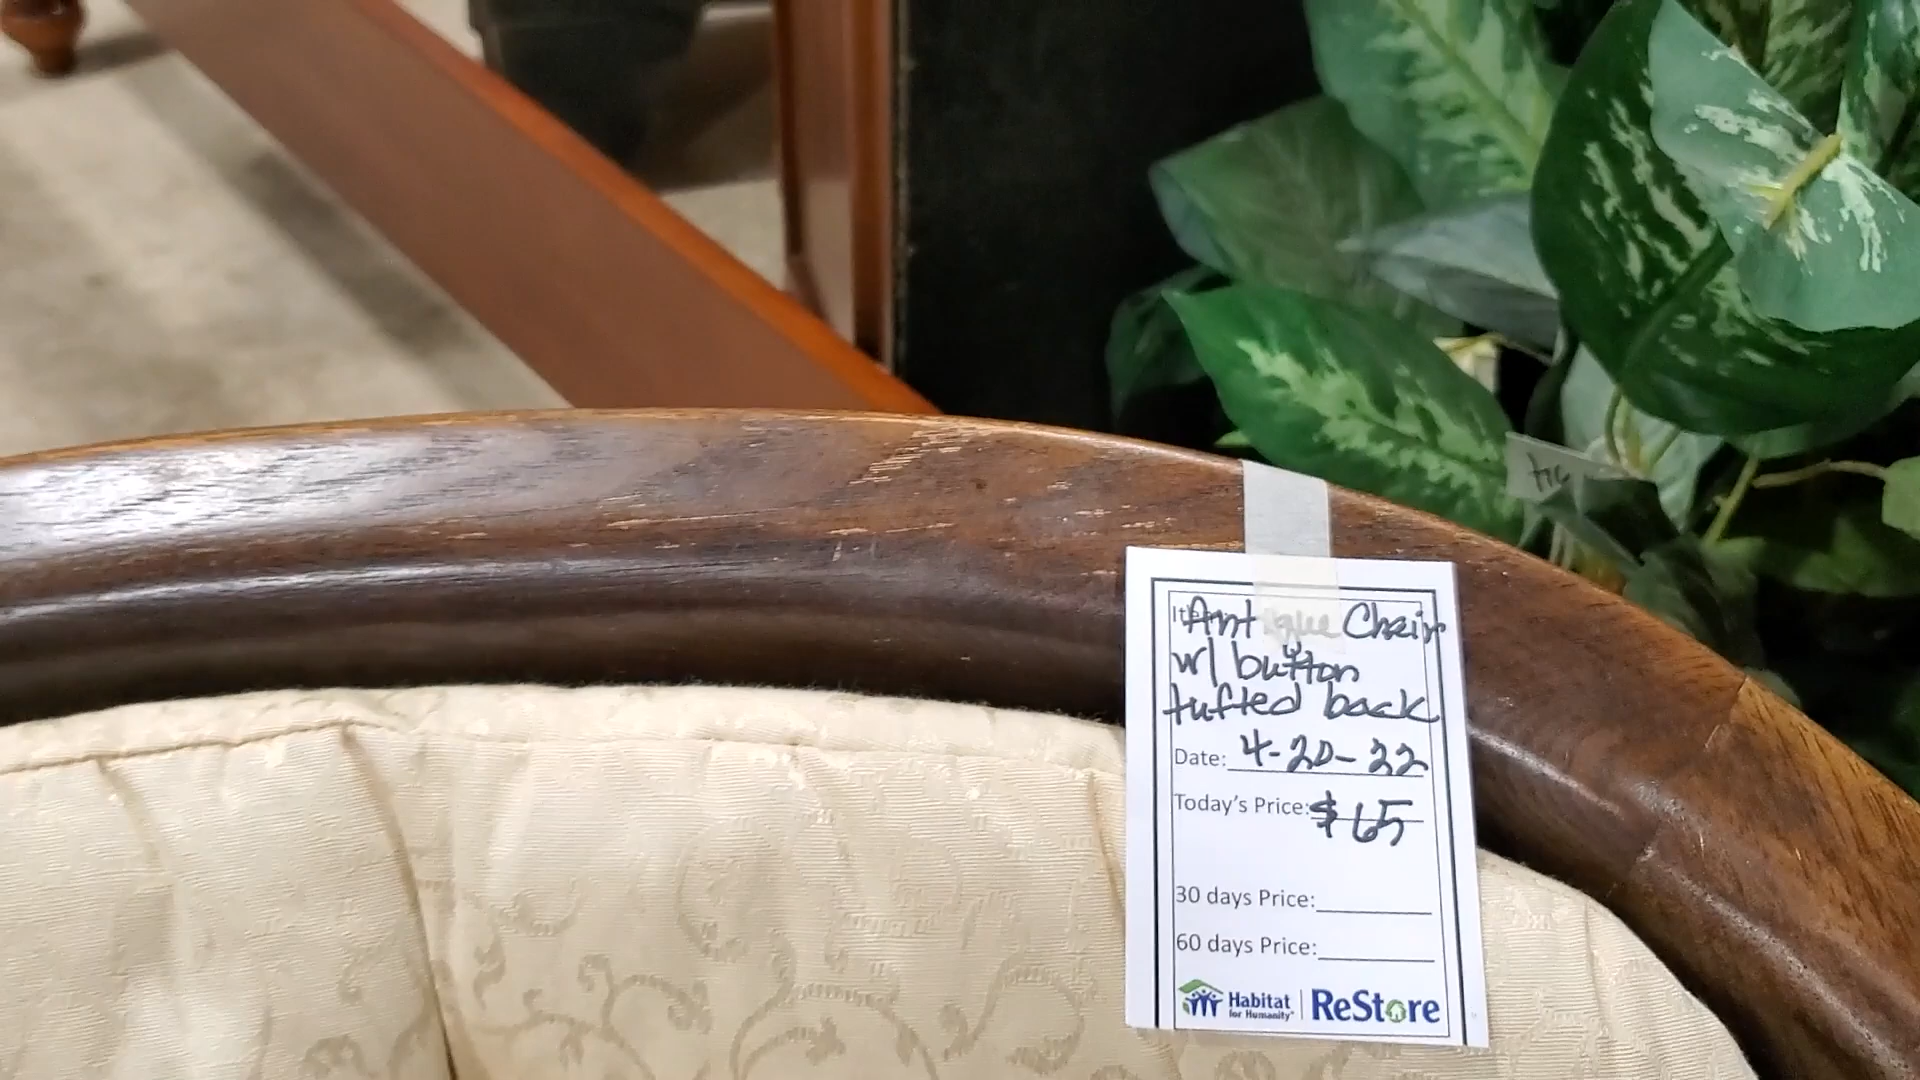 Item: Antique Chair
w/ button
tufted back
Date: 4-20-22
Today's Price: $65
30 days Price:
60 days Price:
Habitat for Humanity | ReStore